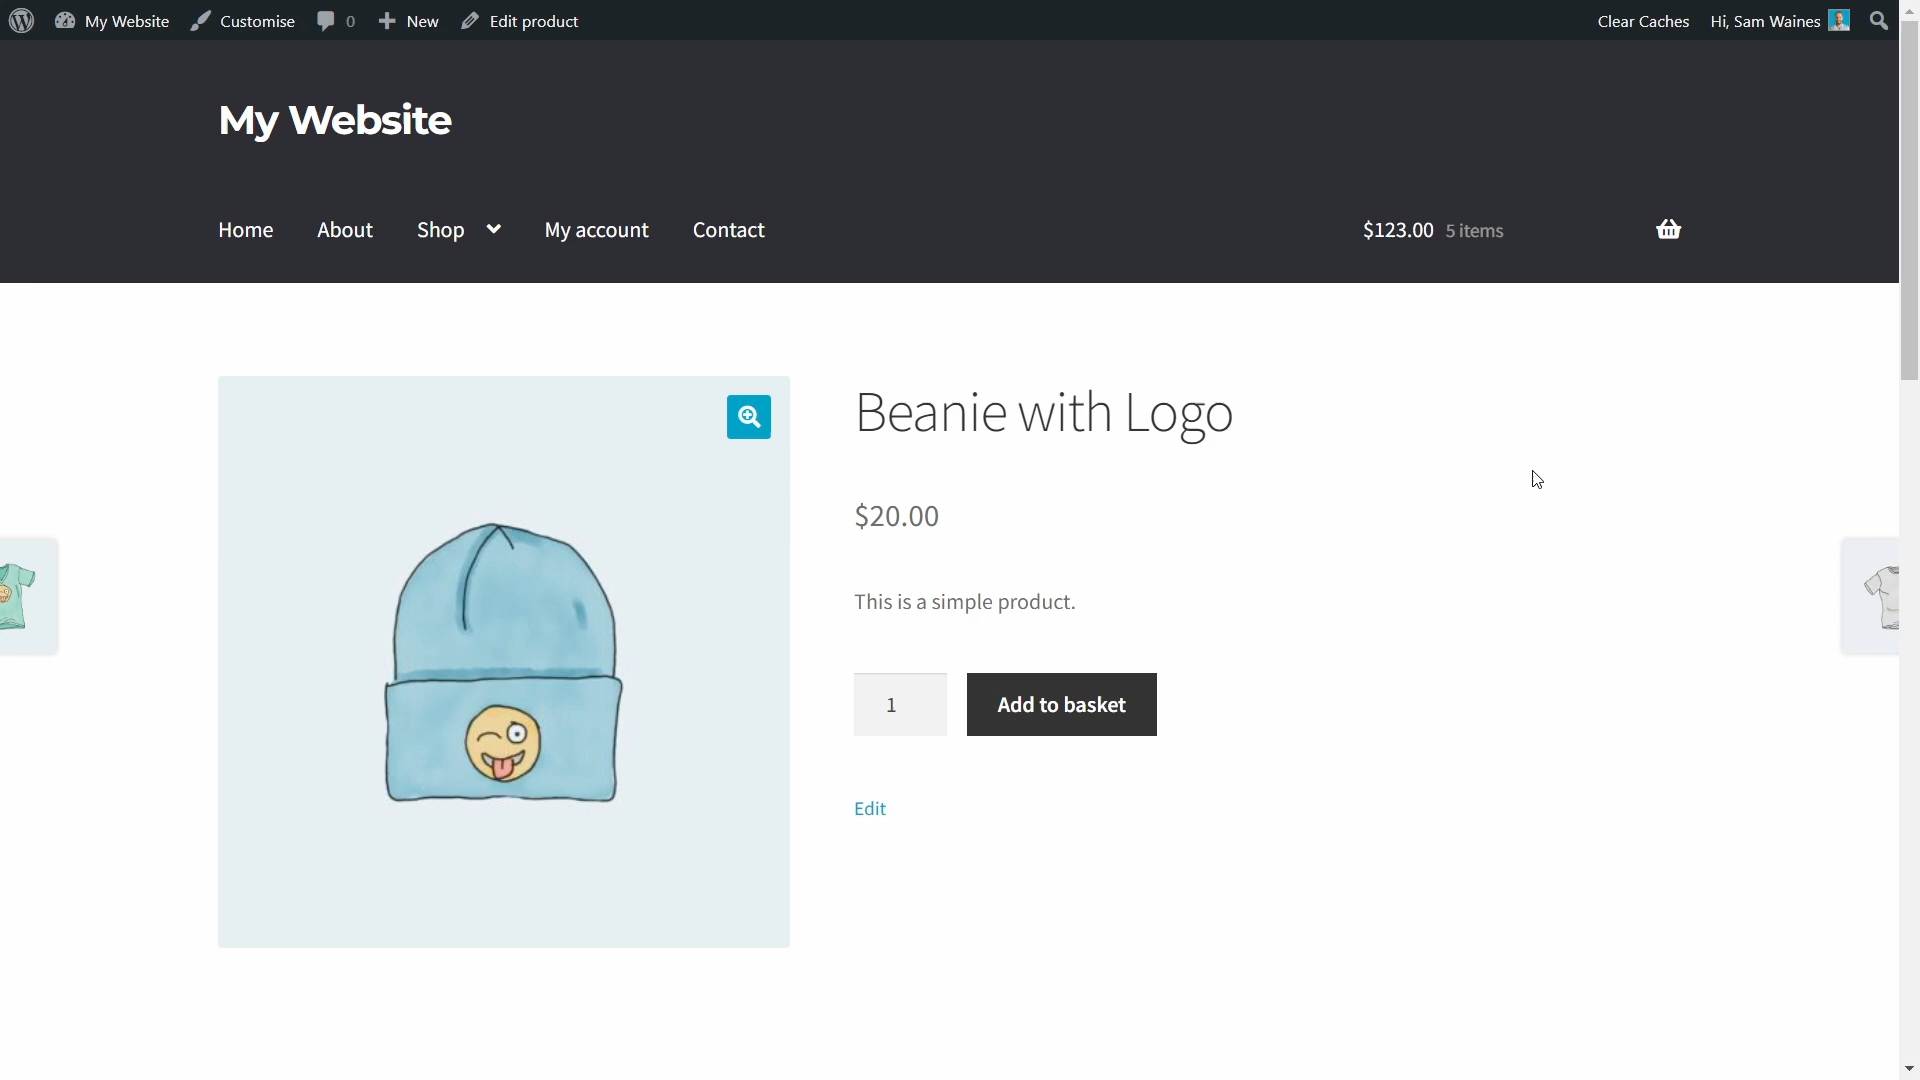 My Website
Customise
0
New
Edit product
Clear Caches
Hi, Sam Waines
My Website
Home
About
Shop
My account
Contact
$123.00 5 items
Beanie with Logo
$20.00
This is a simple product.
1
Add to basket
Edit